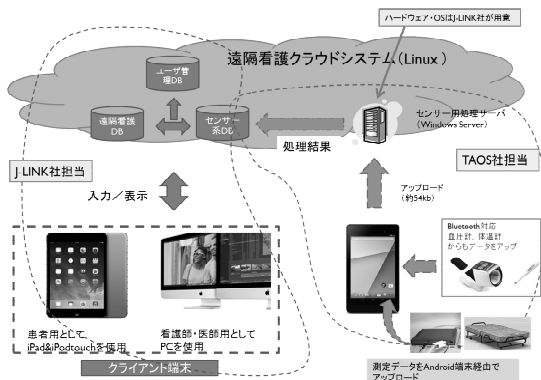 ハードウェア・OSはJ-LINK社が用意
遠隔看護クラウドシステム(Linux )
ユーザ管
理DB
遠隔看護
DB
センサー
系DB
処理結果
センリー用処理サーバ
(Windows Server)
J-LINK社担当
TAOS社担当
入力/表示
アップロード
(約54kb)
Bluetooth対応
血圧計、体温計
からもデータをアップ
患者用として
iPad&iPodtouchを使用
看護師・医師用として
PCを使用
クライアント端末
測定データをAndroid端末経由で
アップロード